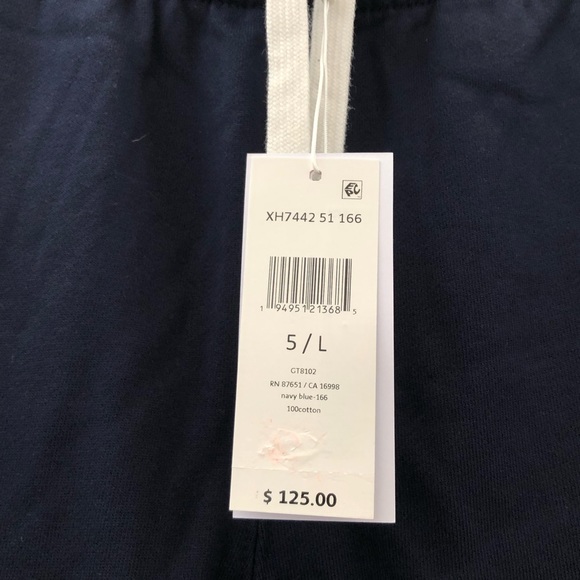 XH7442 51 166
1 94951 21368 5
5 / L
GT8102
RN 87651 / CA 16998
navy blue-166
100cotton
$ 125.00